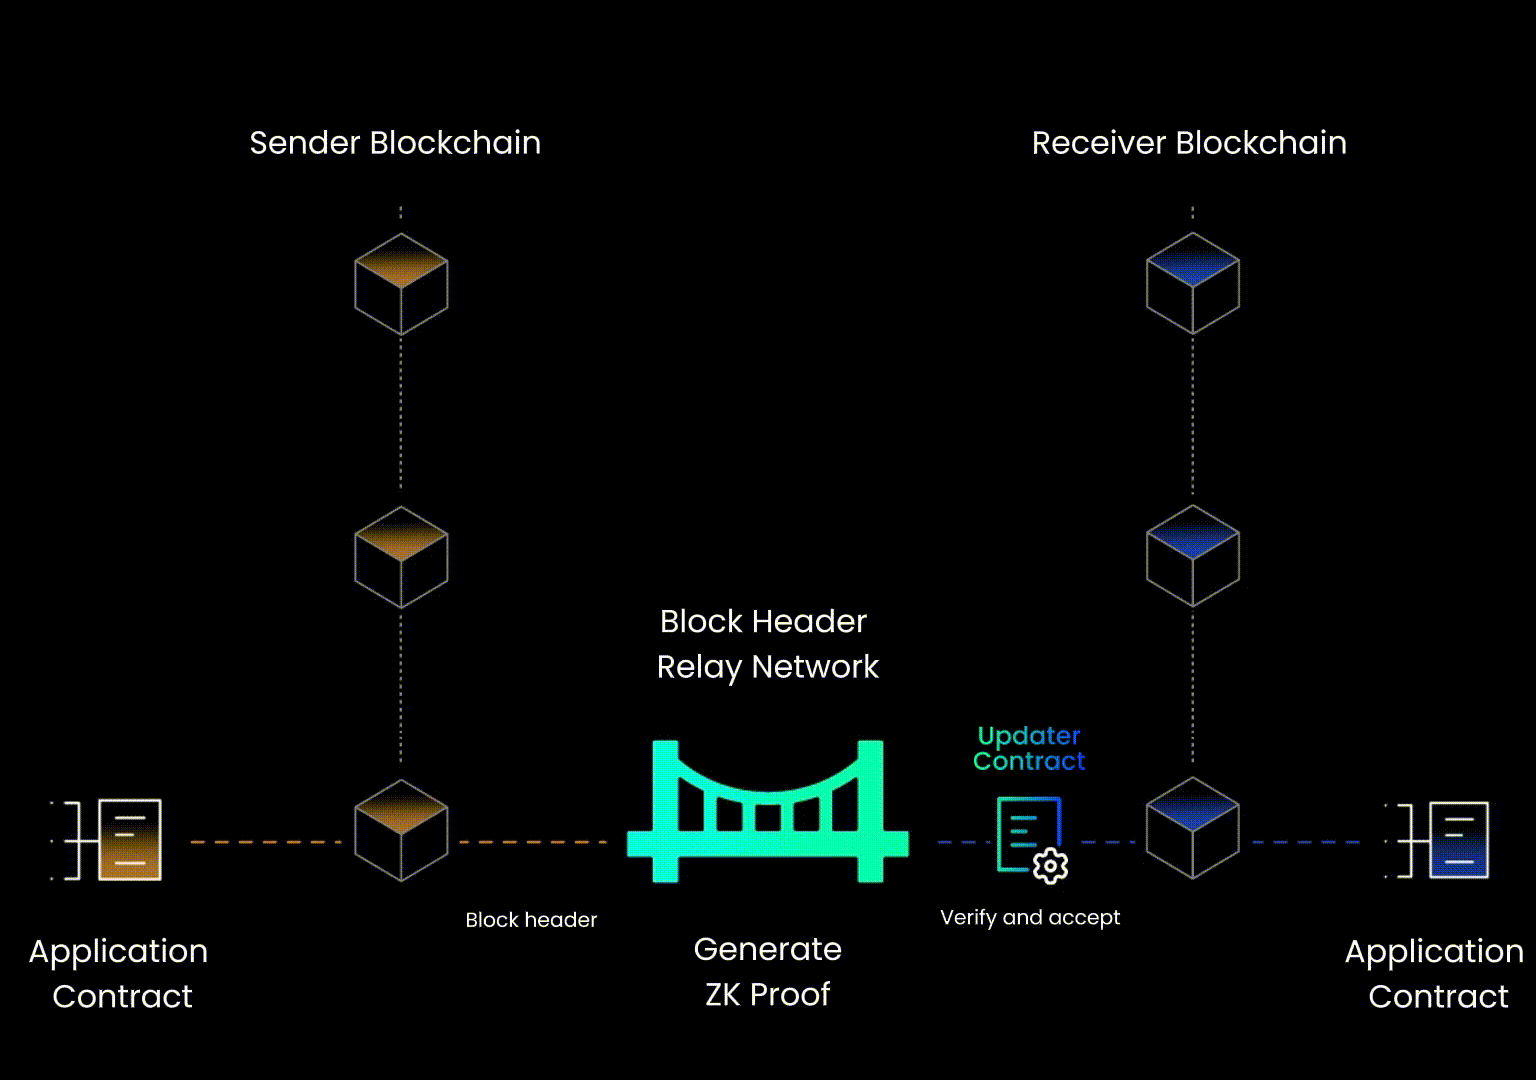 Sender Blockchain
Receiver Blockchain
Block Header
Relay Network
Updater
Contract
Block header
Verify and accept
Generate
ZK Proof
Application
Contract
Application
Contract